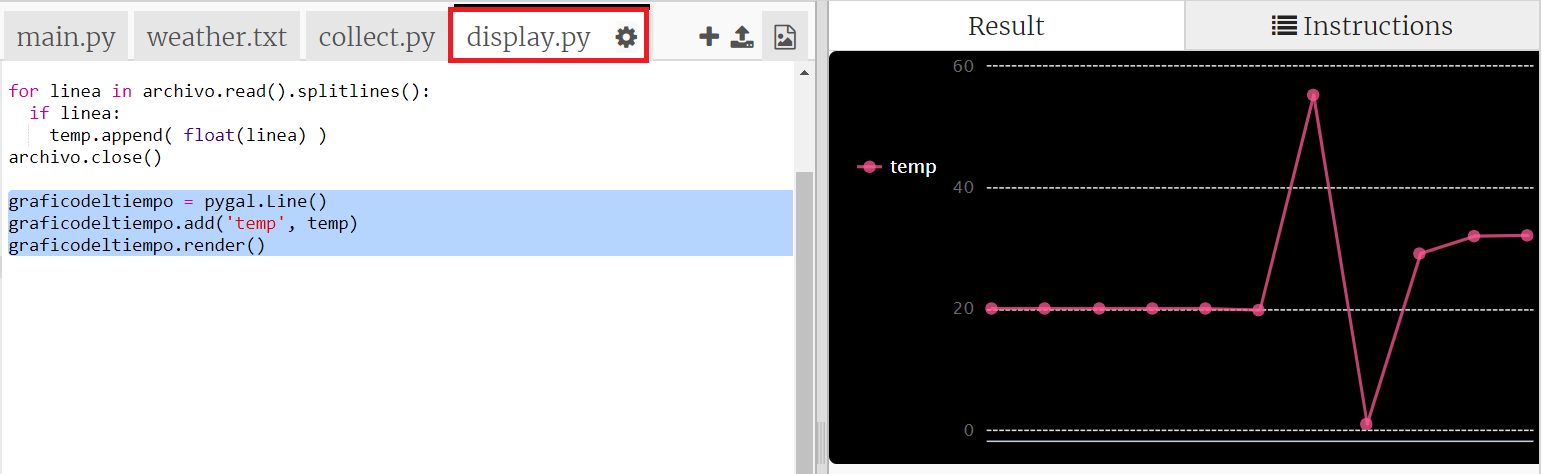 main.py weather.txt collect.py display.py
for linea in archivo.read().splitlines():
  if linea:
    temp.append( float(linea) )
archivo.close()
graficodeltiempo = pygal.Line()
graficodeltiempo.add('temp', temp)
graficodeltiempo.render()
Result Instructions
60
temp
40
20
0